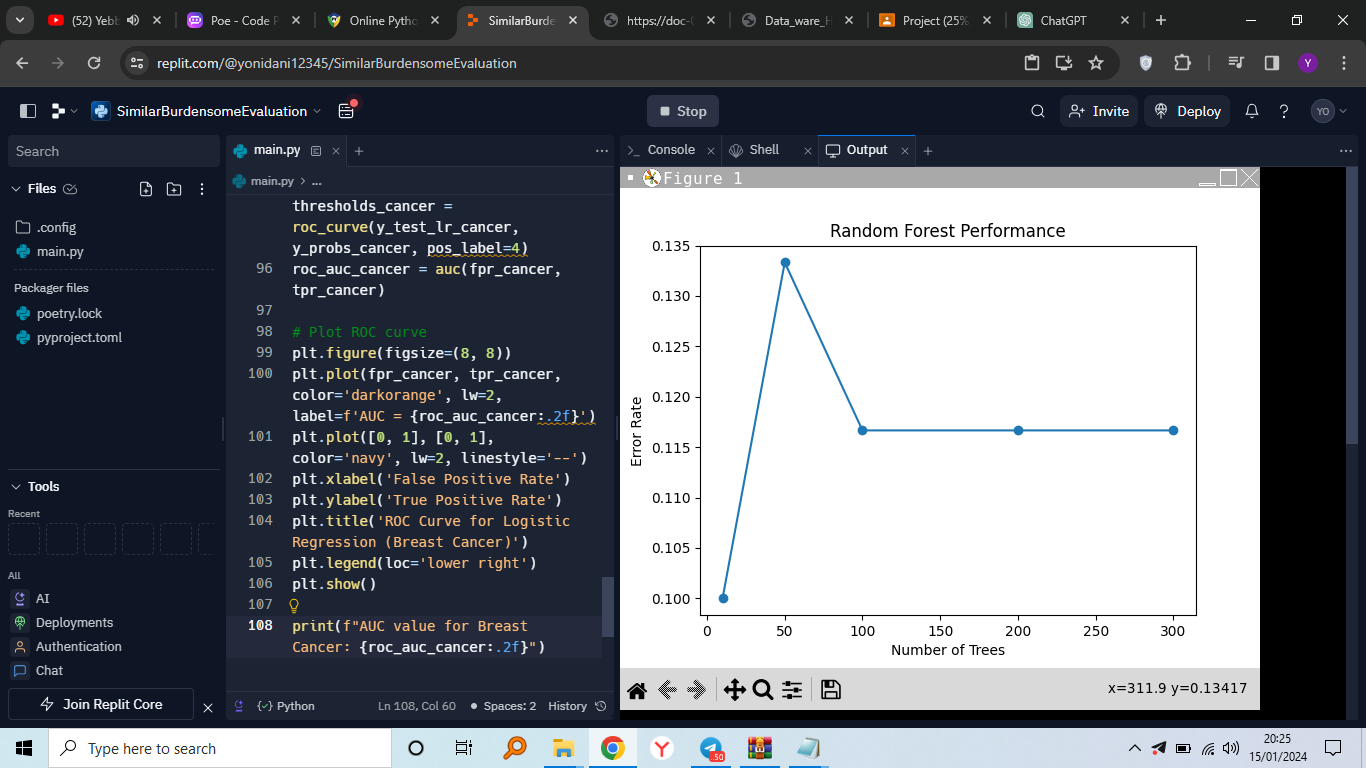 (52) Yebb
Poe - Code P
Online Pytho
SimilarBurde
https://doc-0
Data_ware_H
Project (25%
ChatGPT
replit.com/@yonidani12345/SimilarBurdensomeEvaluation
Y
SimilarBurdensomeEvaluation
Stop
Invite
Deploy
YO
Search
Files
.config
main.py
Packager files
poetry.lock
pyproject.toml
Tools
Recent
All
AI
Deployments
Authentication
Chat
Join Replit Core
main.py
main.py > ...
thresholds_cancer =
roc_curve(y_test_lr_cancer,
y_probs_cancer, pos_label=4)
96 roc_auc_cancer = auc(fpr_cancer,
tpr_cancer)
97
98 # Plot ROC curve
99 plt.figure(figsize=(8, 8))
100 plt.plot(fpr_cancer, tpr_cancer,
color='darkorange', lw=2,
label=f'AUC = {roc_auc_cancer:.2f}')
101 plt.plot([0, 1], [0, 1],
color='navy', lw=2, linestyle='--')
102 plt.xlabel('False Positive Rate')
103 plt.ylabel('True Positive Rate')
104 plt.title('ROC Curve for Logistic
Regression (Breast Cancer)')
105 plt.legend(loc='lower right')
106 plt.show()
107
108 print(f"AUC value for Breast
Cancer: {roc_auc_cancer:.2f}")
Python
Ln 108, Col 60
Spaces: 2
History
Console
Shell
Output
Figure 1
Random Forest Performance
0.135
0.130
0.125
0.120
0.115
0.110
0.105
0.100
Error Rate
0 50 100 150 200 250 300
Number of Trees
x=311.9 y=0.13417
Type here to search
50
20:25
15/01/2024